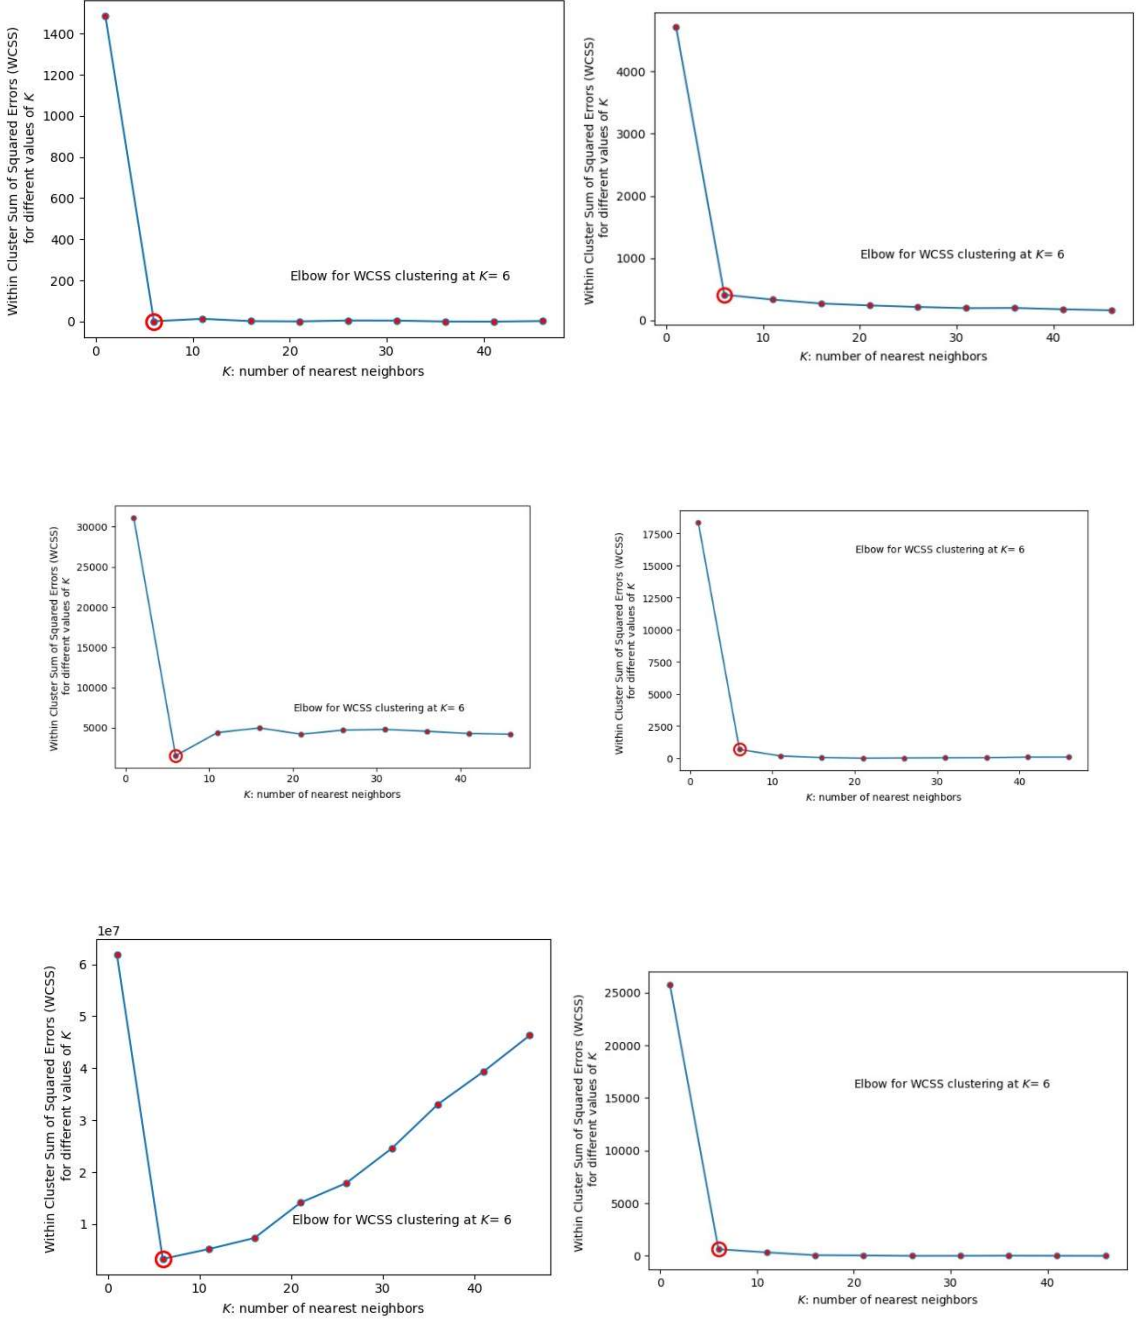 Within Cluster Sum of Squared Errors (WCSS)
for different values of K
1400
1200
1000
800
600
400
200
0
Elbow for WCSS clustering at K= 6
0 10 20 30 40
K: number of nearest neighbors
Within Cluster Sum of Squared Errors (WCSS)
for different values of K
4000
3000
2000
1000
0
Elbow for WCSS clustering at K= 6
0 10 20 30 40
K: number of nearest neighbors
Within Cluster Sum of Squared Errors (WCSS)
for different values of K
30000
25000
20000
15000
10000
5000
Elbow for WCSS clustering at K= 6
0 10 20 30 40
K: number of nearest neighbors
Within Cluster Sum of Squared Errors (WCSS)
for different values of K
17500
15000
12500
10000
7500
5000
2500
0
Elbow for WCSS clustering at K= 6
0 10 20 30 40
K: number of nearest neighbors
1e7
Within Cluster Sum of Squared Errors (WCSS)
for different values of K
6
5
4
3
2
1
Elbow for WCSS clustering at K= 6
0 10 20 30 40
K: number of nearest neighbors
Within Cluster Sum of Squared Errors (WCSS)
for different values of K
25000
20000
15000
10000
5000
0
Elbow for WCSS clustering at K= 6
0 10 20 30 40
K: number of nearest neighbors